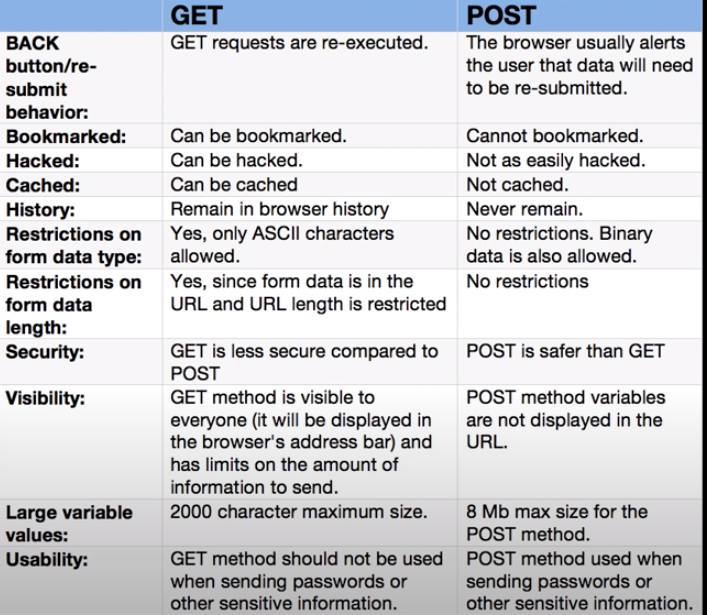 GET POST
BACK GET requests are re-executed. The browser usually alerts
button/re- the user that data will need
submit to be re-submitted.
behavior:
Bookmarked: Can be bookmarked. Cannot bookmarked.
Hacked: Can be hacked. Not as easily hacked.
Cached: Can be cached Not cached.
History: Remain in browser history Never remain.
Restrictions on Yes, only ASCII characters No restrictions. Binary
form data type: allowed. data is also allowed.
Restrictions on Yes, since form data is in the No restrictions
form data URL and URL length is restricted
length:
Security: GET is less secure compared to POST is safer than GET
POST
Visibility: GET method is visible to POST method variables
everyone (it will be displayed in are not displayed in the
the browser's address bar) and URL.
has limits on the amount of
information to send.
Large variable 2000 character maximum size. 8 Mb max size for the
values: POST method.
Usability: GET method should not be used POST method used when
when sending passwords or sending passwords or
other sensitive information. other sensitive information.